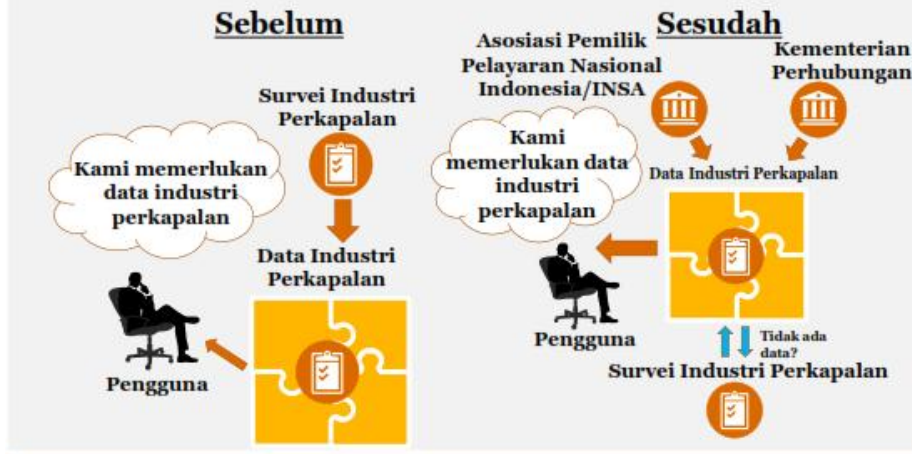 Sebelum
Survei Industri
Perkapalan
Kami memerlukan
data industri
perkapalan
Data Industri
Perkapalan
Pengguna
Sesudah
Asosiasi Pemilik
Pelayaran Nasional
Indonesia/INSA
Kementerian
Perhubungan
Kami
memerlukan data
industri
perkapalan
Data Industri Perkapalan
Pengguna
Tidak ada
data?
Survei Industri Perkapalan